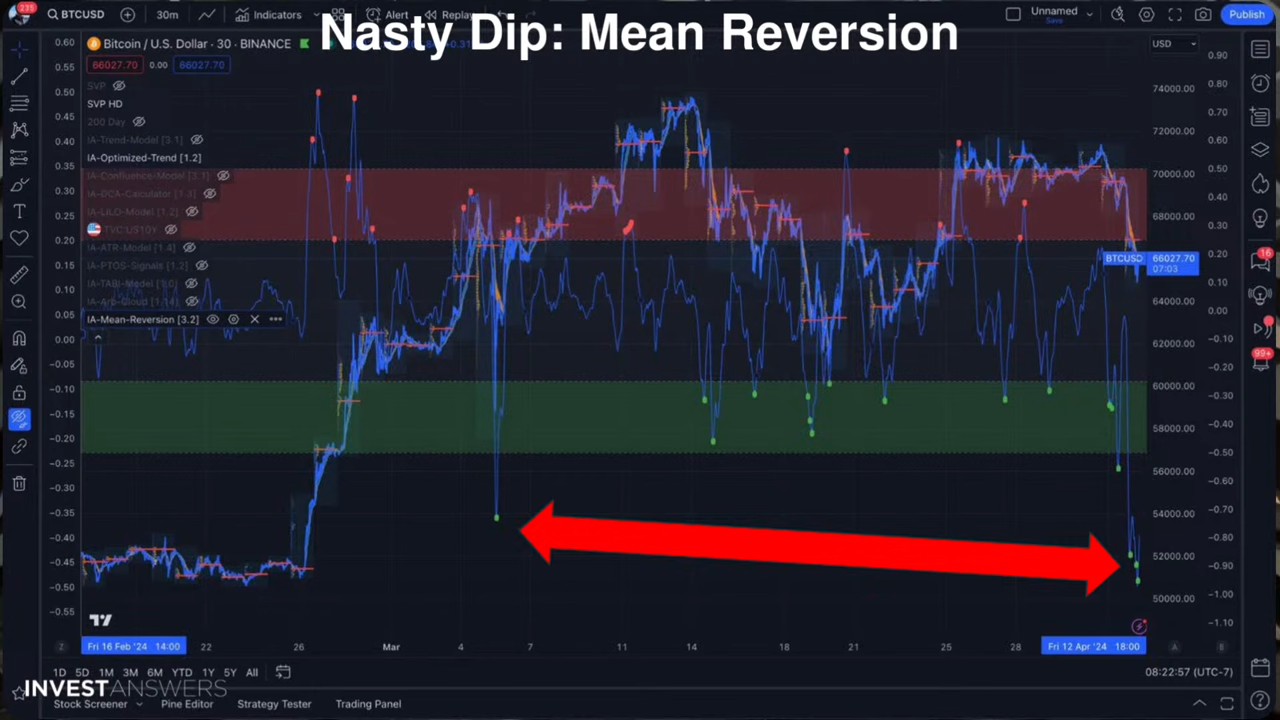 Nasty Dip: Mean Reversion
235
BTCUSD
30m
Indicators
Alert
Replay
Unnamed
Save
Publish
Bitcoin / U.S. Dollar · 30 · BINANCE
66027.70 0.00 66027.70
SVP
SVP HD
200 Day
IA-Trend-Model [3.1]
IA-Optimized-Trend [1.2]
IA-Confluence-Model [3.1]
IA-DCA-Calculator [1.3]
IA-LILO-Model [1.2]
TVC:US10Y
IA-ATR-Model [1.4]
IA-PTOS-Signals [1.2]
IA-TABI-Model [1.0]
IA-Arb-Cloud [1.14]
IA-Mean-Reversion [3.2]
0.60
0.55
0.50
0.45
0.40
0.35
0.30
0.25
0.20
0.15
0.10
0.05
0.00
−0.05
−0.10
−0.15
−0.20
−0.25
−0.30
−0.35
−0.40
−0.45
−0.50
−0.55
USD
74000.00
72000.00
70000.00
68000.00
BTCUSD 66027.70
07:03
64000.00
62000.00
60000.00
58000.00
56000.00
54000.00
52000.00
50000.00
0.90
0.80
0.70
0.60
0.50
0.40
0.30
0.20
0.10
0.00
−0.10
−0.20
−0.30
−0.40
−0.50
−0.60
−0.70
−0.80
−0.90
−1.00
−1.10
16
99+
Z
Fri 16 Feb '24 14:00
22
26
Mar
4
7
11
14
18
21
25
28
Fri 12 Apr '24 18:00
A
1D 5D 1M 3M 6M YTD 1Y 5Y All
08:22:57 (UTC-7)
INVESTANSWERS
Stock Screener
Pine Editor
Strategy Tester
Trading Panel